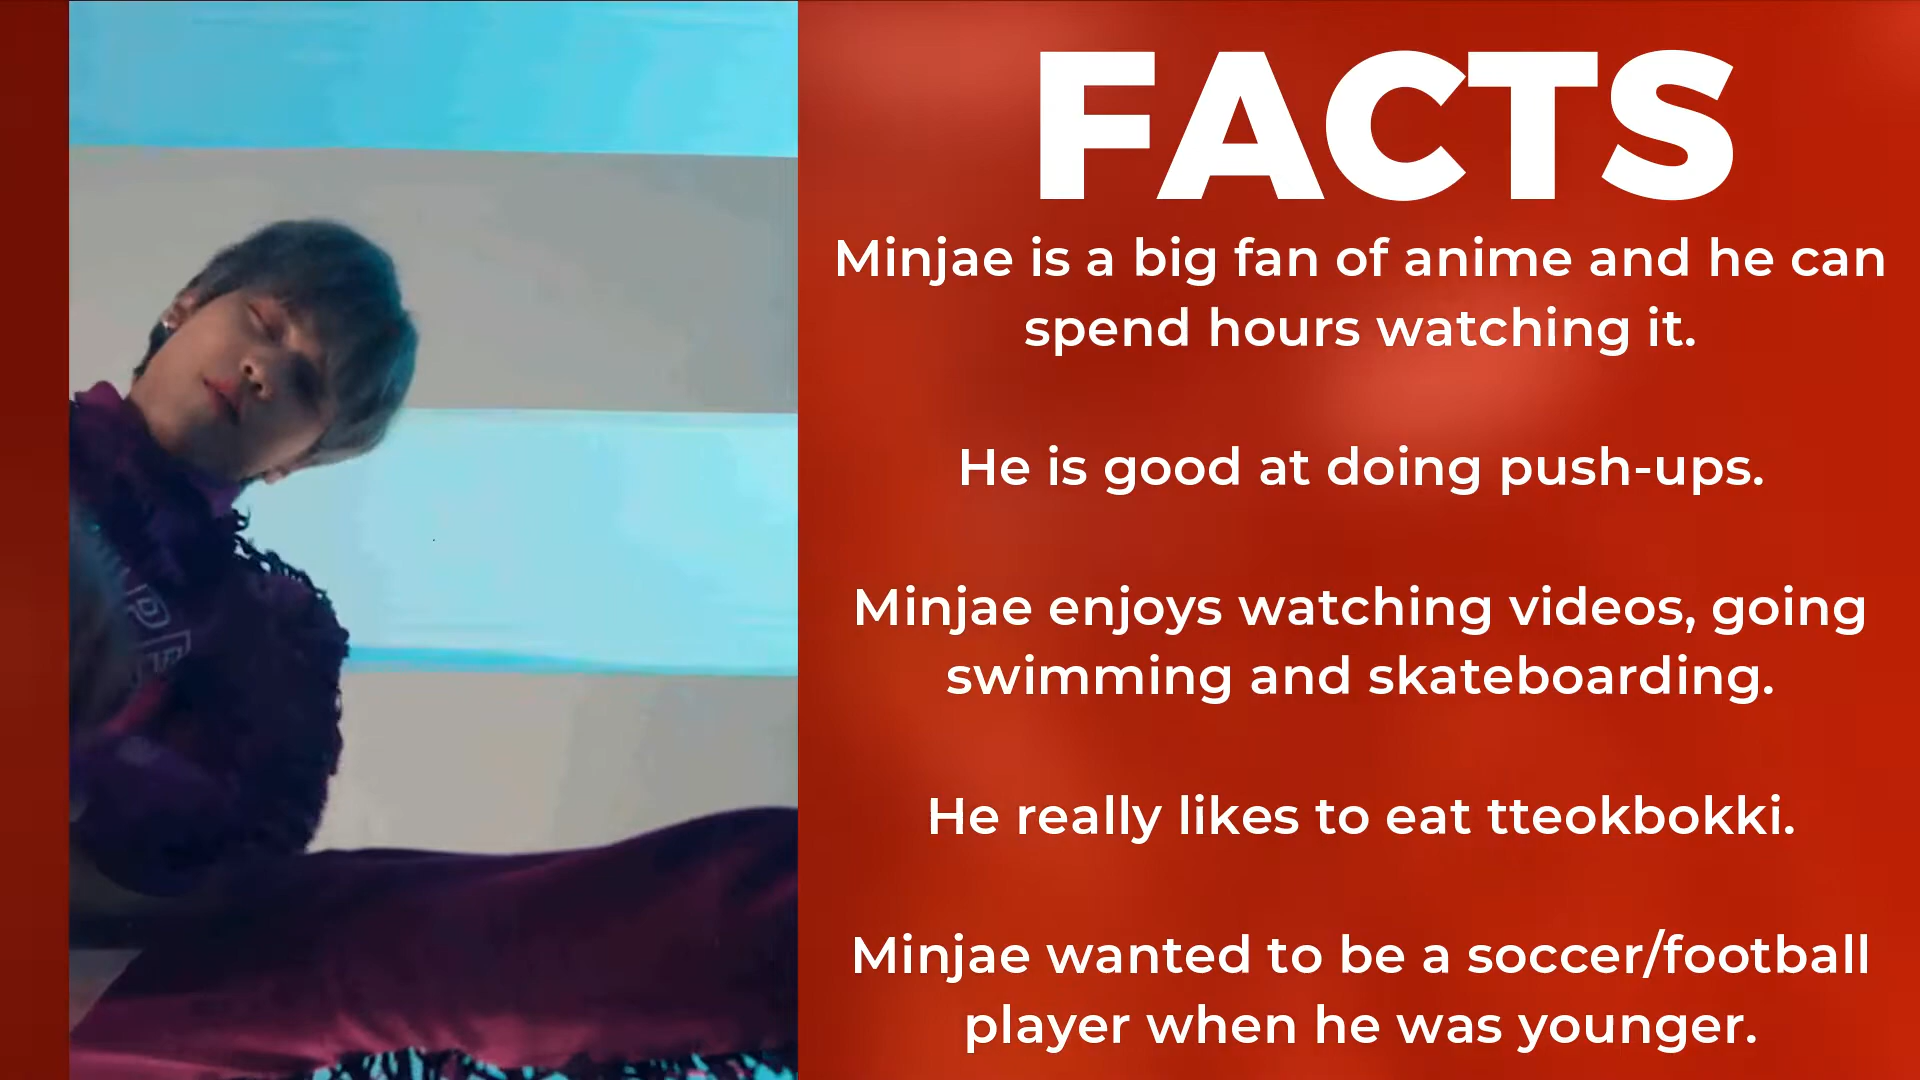 FACTS
Minjae is a big fan of anime and he can
spend hours watching it.
He is good at doing push-ups.
Minjae enjoys watching videos, going
swimming and skateboarding.
He really likes to eat tteokbokki.
Minjae wanted to be a soccer/football
player when he was younger.